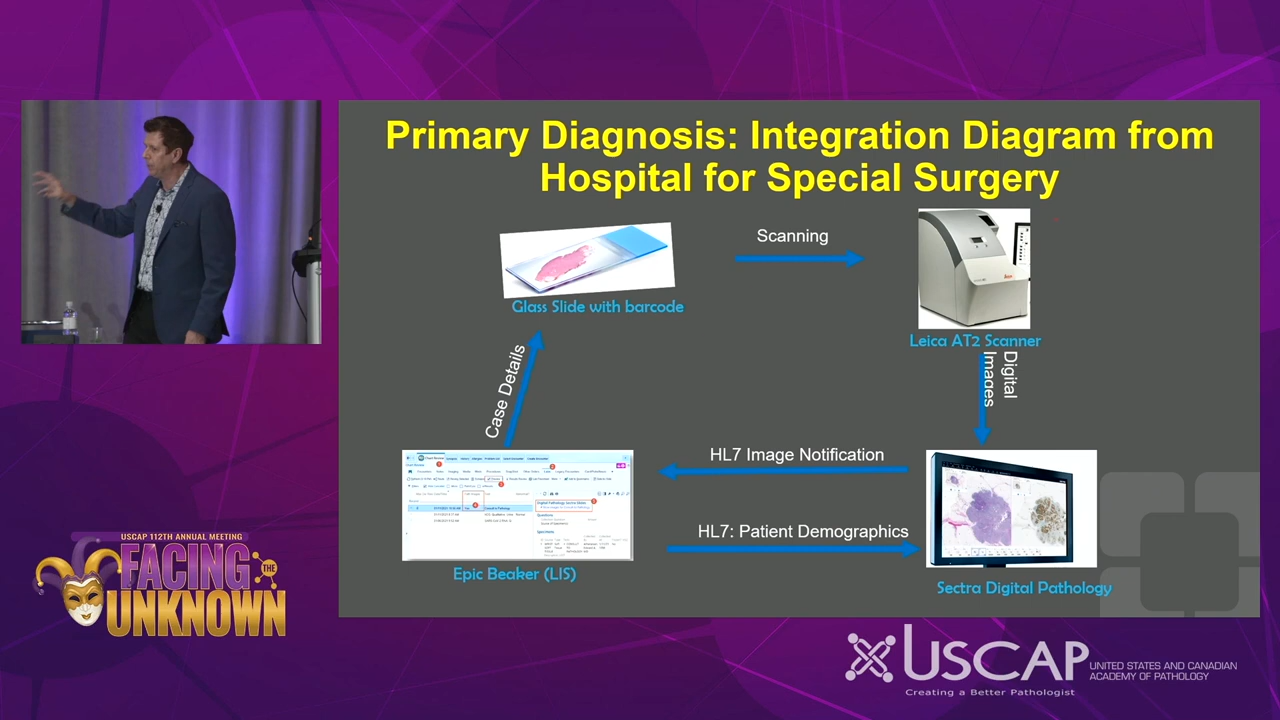 Primary Diagnosis: Integration Diagram from
Hospital for Special Surgery
Scanning
Glass Slide with barcode
Leica AT2 Scanner
Case Details
Digital
Images
HL7 Image Notification
HL7: Patient Demographics
Epic Beaker (LIS)
Sectra Digital Pathology
USCAP 112TH ANNUAL MEETING
FACING
THE
UNKNOWN
USCAP
UNITED STATES AND CANADIAN
ACADEMY OF PATHOLOGY
Creating a Better Pathologist